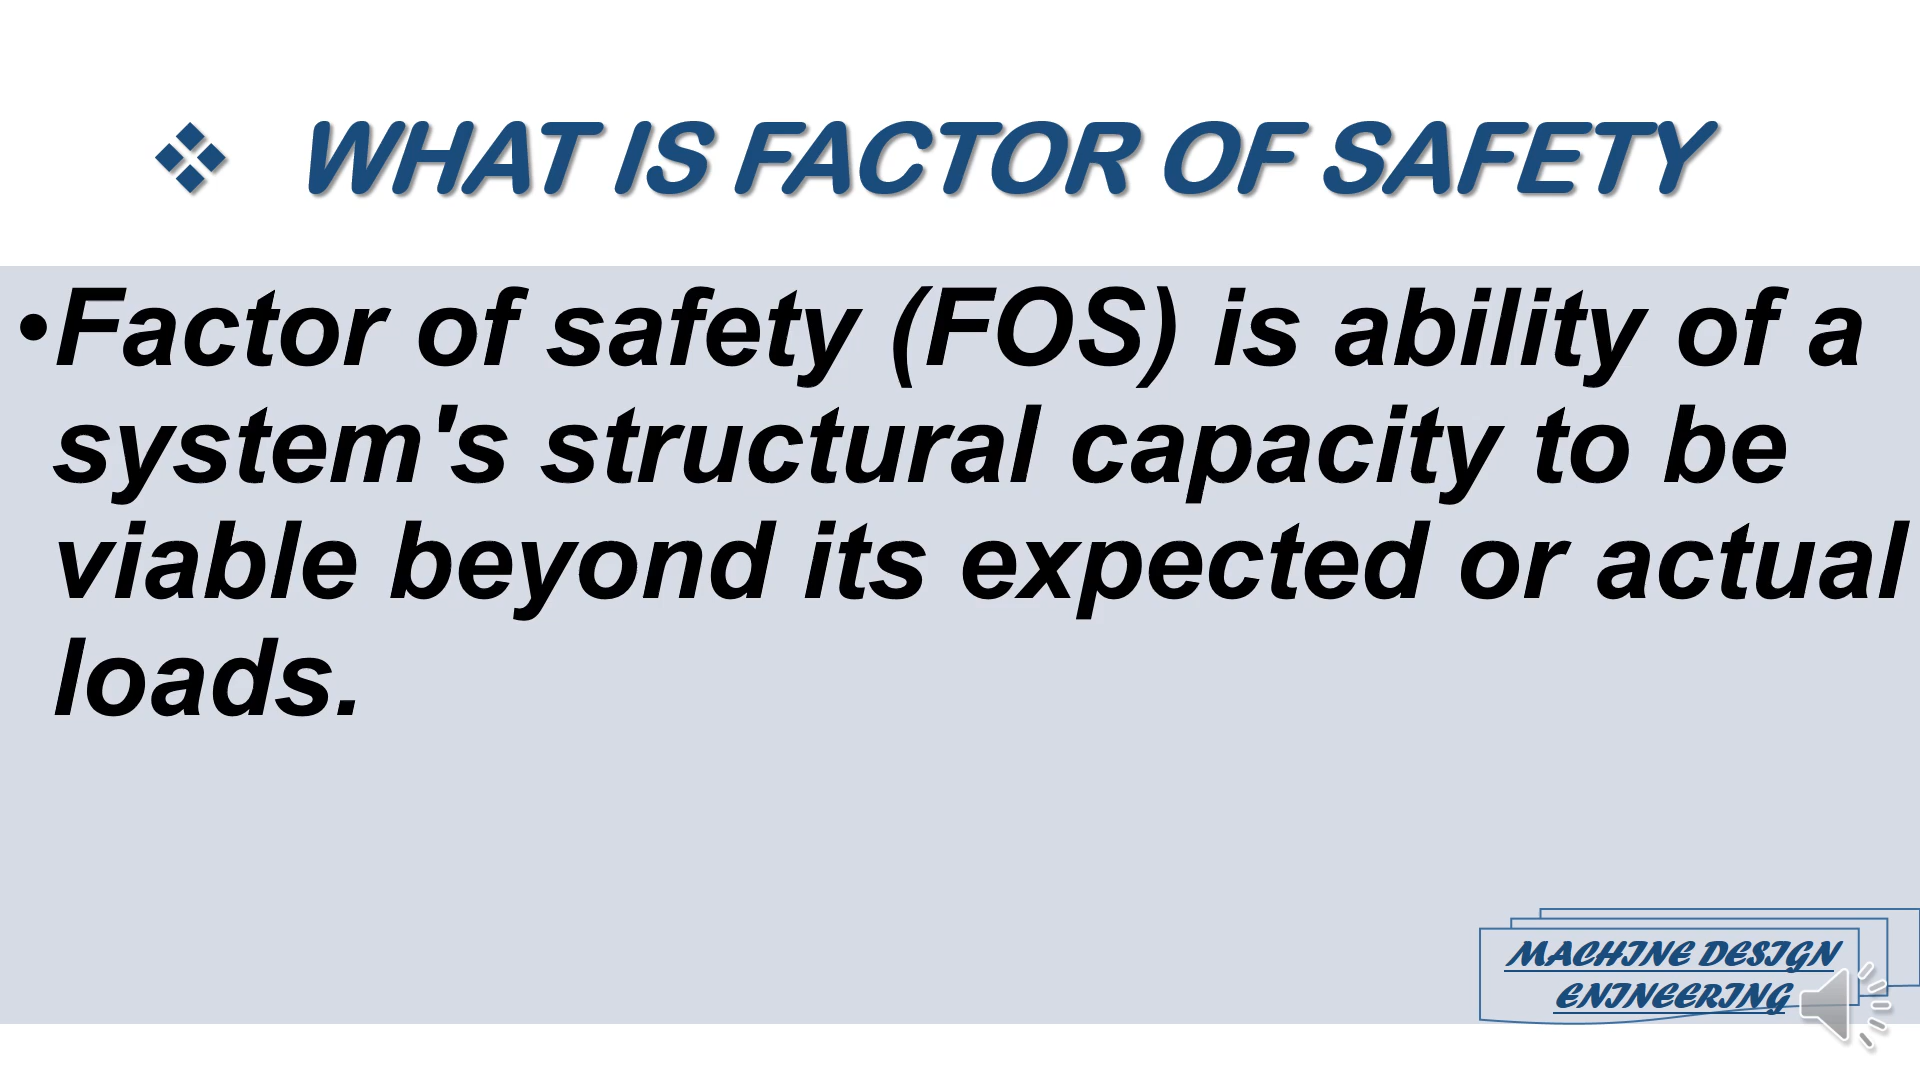 ❖ WHAT IS FACTOR OF SAFETY
•Factor of safety (FOS) is ability of a
system's structural capacity to be
viable beyond its expected or actual
loads.
MACHINE DESIGN
ENINEERING